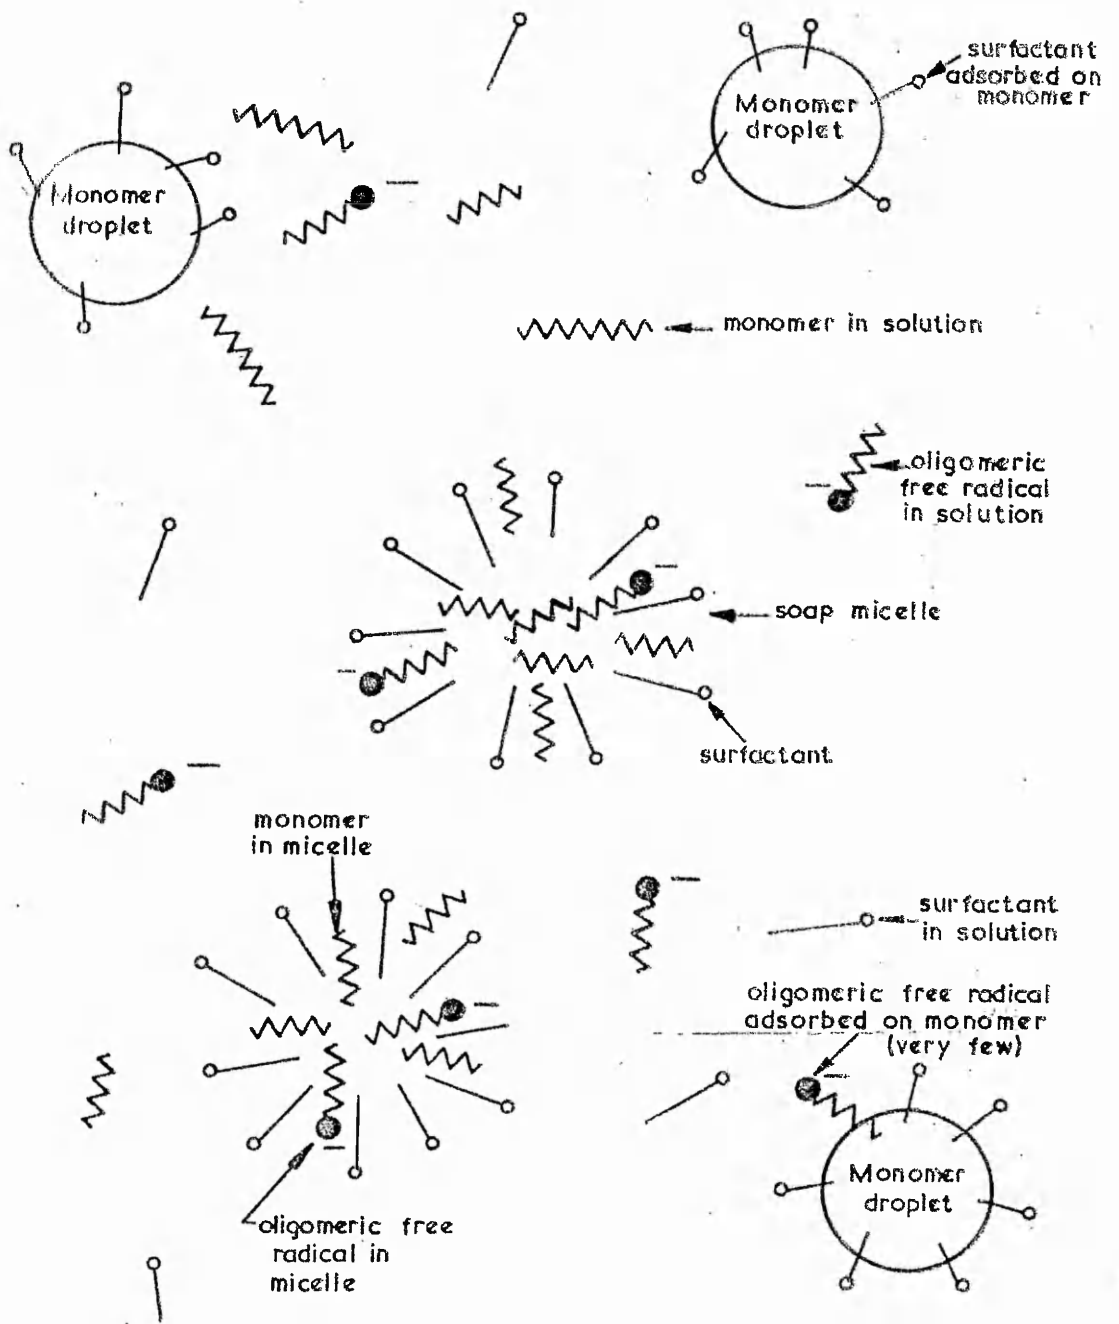 surfactant
adsorbed on
monomer
Monomer
droplet
Monomer
droplet
monomer in solution
oligomeric
free radical
in solution
soap micelle
surfactant
monomer
in micelle
surfactant
in solution
oligomeric free radical
adsorbed on monomer
(very few)
Monomer
droplet
oligomeric free
radical in
micelle